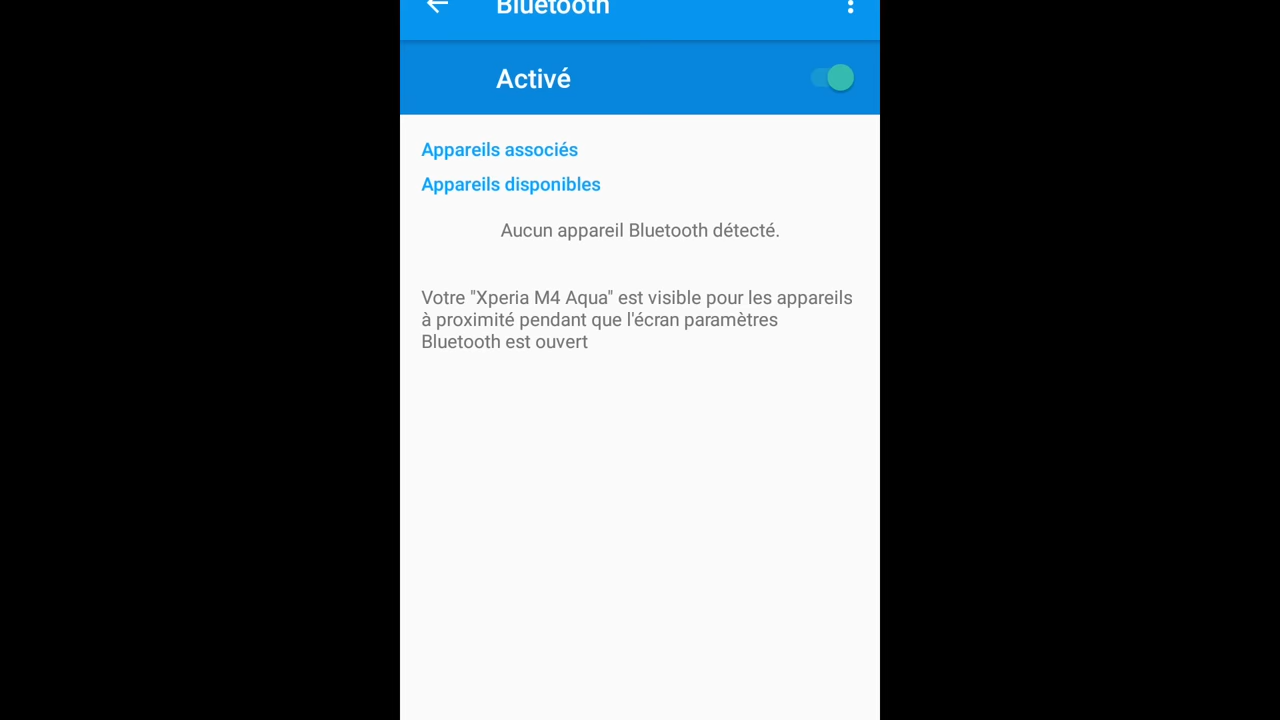 Bluetooth
Activé
Appareils associés
Appareils disponibles
Aucun appareil Bluetooth détecté.
Votre "Xperia M4 Aqua" est visible pour les appareils
à proximité pendant que l'écran paramètres
Bluetooth est ouvert